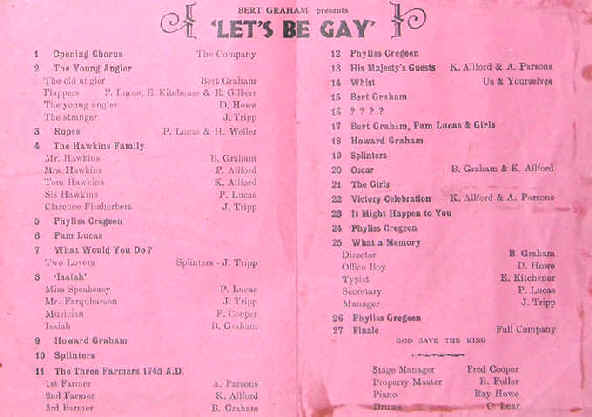 BERT GRAHAM presents
'LET'S BE GAY'
1 Opening Chorus The Company
2 The Young Angler
The old angler Bert Graham
Flappers P. Lucas, E. Kitchener & B. Gilbert
The young angler D. Howe
The stranger J. Tripp
3 Rupes P. Lucas & H. Weller
4 The Hawkins Family
Mr. Hawkins B. Graham
Mrs. Hawkins P. Allford
Tom Hawkins K. Allford
Sis Hawkins P. Lucas
Clarence J. Tripp
5 Phyllis Gregson
6 Pam Lucas
7 What Would You Do?
Two Lovers Splinters - J. Tripp
8 'Isaiah'
Miss P. Lucas
Mr. Farquharson J. Tripp
F. Cooper
Isaiah B. Graham
9 Howard Graham
10 Splinters
11 The Three Farmers 1743 A.D.
1st Farmer A. Parsons
2nd Farmer K. Allford
3rd Farmer B. Graham
12 Phyllis Gregson
13 His Majesty's Guests K. Allford & A. Parsons
14 Whist Us & Yourselves
15 Bert Graham
16 ? ? ? ?
17 Bert Graham, Pam Lucas & Girls
18 Howard Graham
19 Splinters
20 Oscar B. Graham & K. Allford
21 The Girls
22 Victory Celebration K. Allford & A. Parsons
23 It Might Happen to You
24 Phyllis Gregson
25 What a Memory
Director B. Graham
Office Boy D. Howe
Typist E. Kitchener
Secretary P. Lucas
Manager J. Tripp
26 Phyllis Gregson
27 Finale Full Company
GOD SAVE THE KING
Stage Manager Fred Cooper
Property Master R. Fuller
Piano Ray Howe
Drums